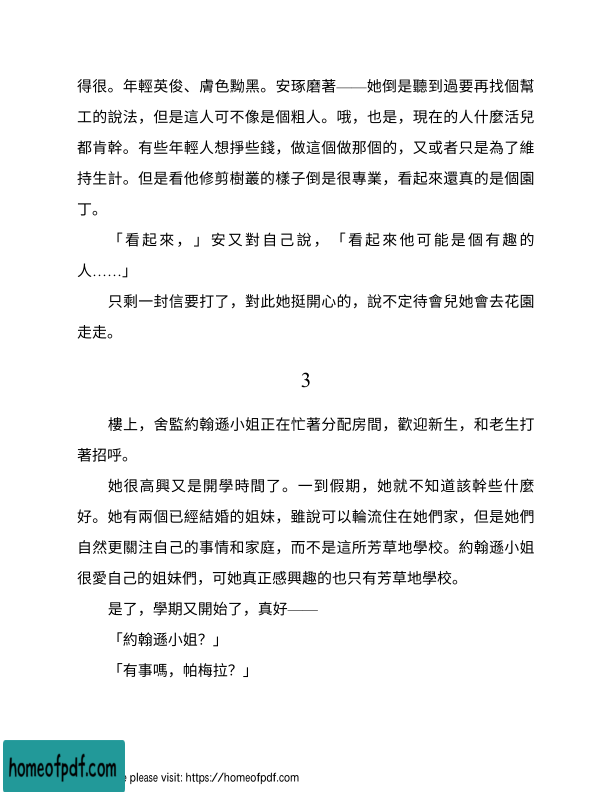 得很。年輕英俊、膚色黝黑。安琢磨著——她倒是聽到過要再找個幫
工的說法，但是這人可不像是個粗人。哦，也是，現在的人什麼活兒
都肯幹。有些年輕人想掙些錢，做這個做那個的，又或者只是為了維
持生計。但是看他修剪樹叢的樣子倒是很專業，看起來還真的是個園
丁。
「看起來，」安又對自己說，「看起來他可能是個有趣的
人……」
只剩一封信要打了，對此她挺開心的，說不定待會兒她會去花園
走走。
3
樓上，舍監約翰遜小姐正在忙著分配房間，歡迎新生，和老生打
著招呼。
她很高興又是開學時間了。一到假期，她就不知道該幹些什麼
好。她有兩個已經結婚的姐妹，雖說可以輪流住在她們家，但是她們
自然更關注自己的事情和家庭，而不是這所芳草地學校。約翰遜小姐
很愛自己的姐妹們，可她真正感興趣的也只有芳草地學校。
是了，學期又開始了，真好——
「約翰遜小姐？」
「有事嗎，帕梅拉？」
homeofpdf.com
please visit: https://homeofpdf.com